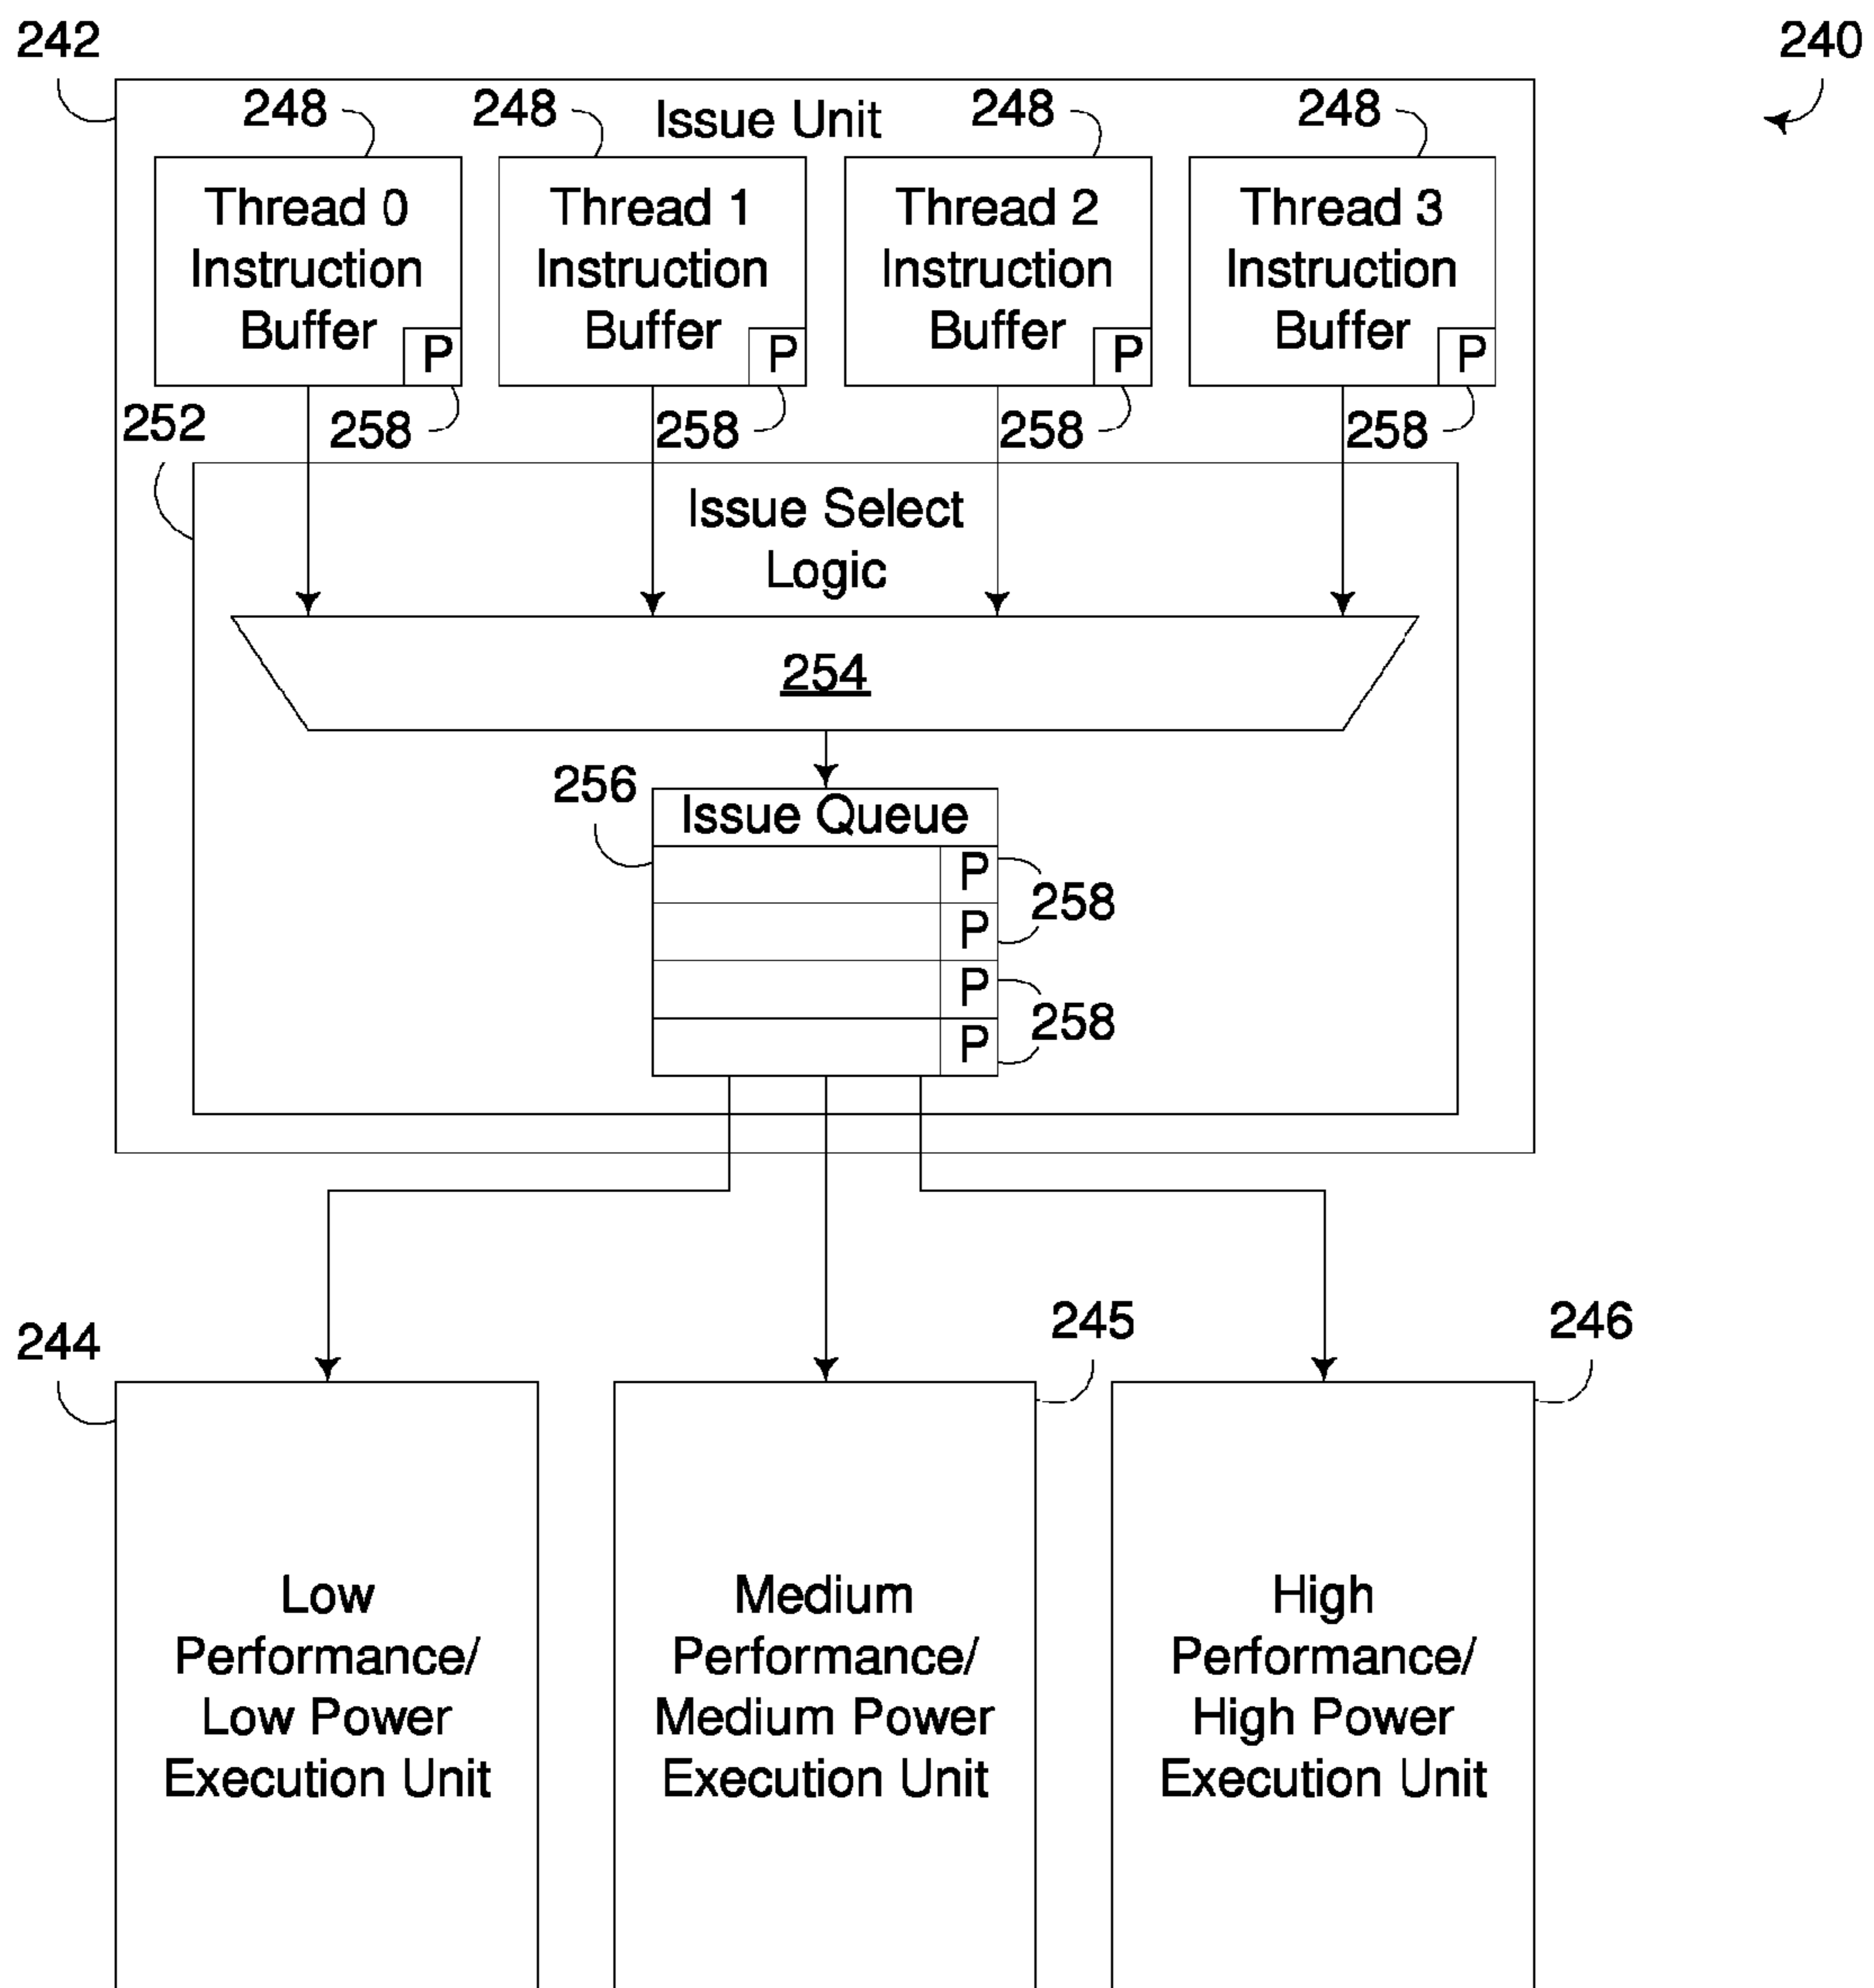 242
240
248
248
Issue Unit
248
248
Thread 0
Instruction
Buffer
P
Thread 1
Instruction
Buffer
P
Thread 2
Instruction
Buffer
P
Thread 3
Instruction
Buffer
P
252
258
258
258
258
Issue Select
Logic
254
256
Issue Queue
P
P
258
P
P
258
244
245
246
Low
Performance/
Low Power
Execution Unit
Medium
Performance/
Medium Power
Execution Unit
High
Performance/
High Power
Execution Unit